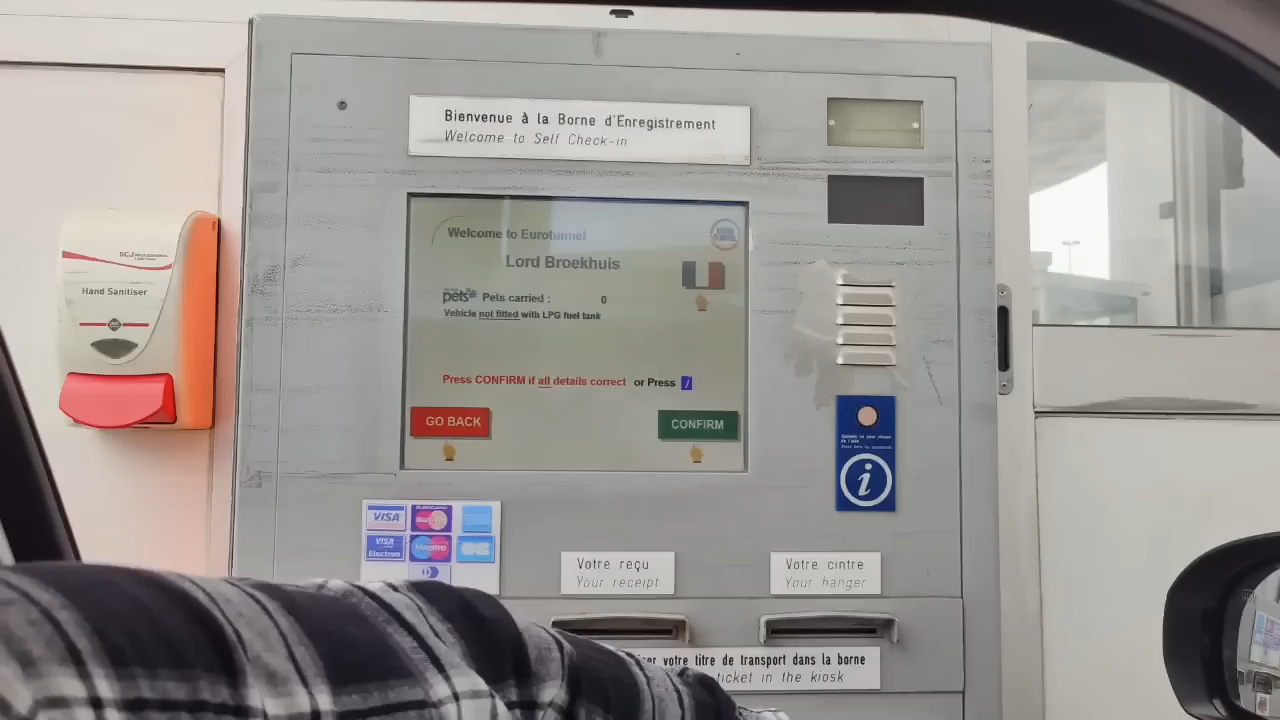 Bienvenue à la Borne d'Enregistrement
Welcome to Self Check-in
SCJ PROFESSIONAL
Hand Sanitiser
Welcome to Eurotunnel
Lord Broekhuis
pets Pets carried : 0
Vehicle not fitted with LPG fuel tank
Press CONFIRM if all details correct or Press i
GO BACK
CONFIRM
i
VISA
EUROCARD
VISA
Electron
Maestro
Votre reçu
Your receipt
Votre cintre
Your hanger
votre titre de transport dans la borne
ticket in the kiosk